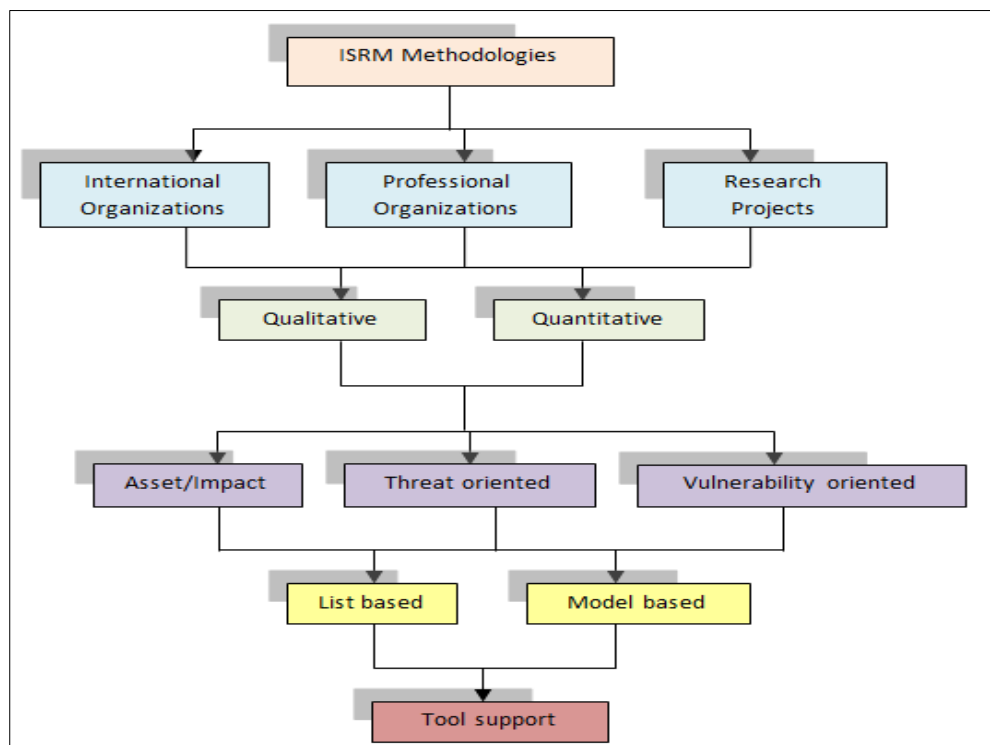 ISRM Methodologies
International
Organizations
Professional
Organizations
Research
Projects
Qualitative
Quantitative
Asset/Impact
Threat oriented
Vulnerability oriented
List based
Model based
Tool support